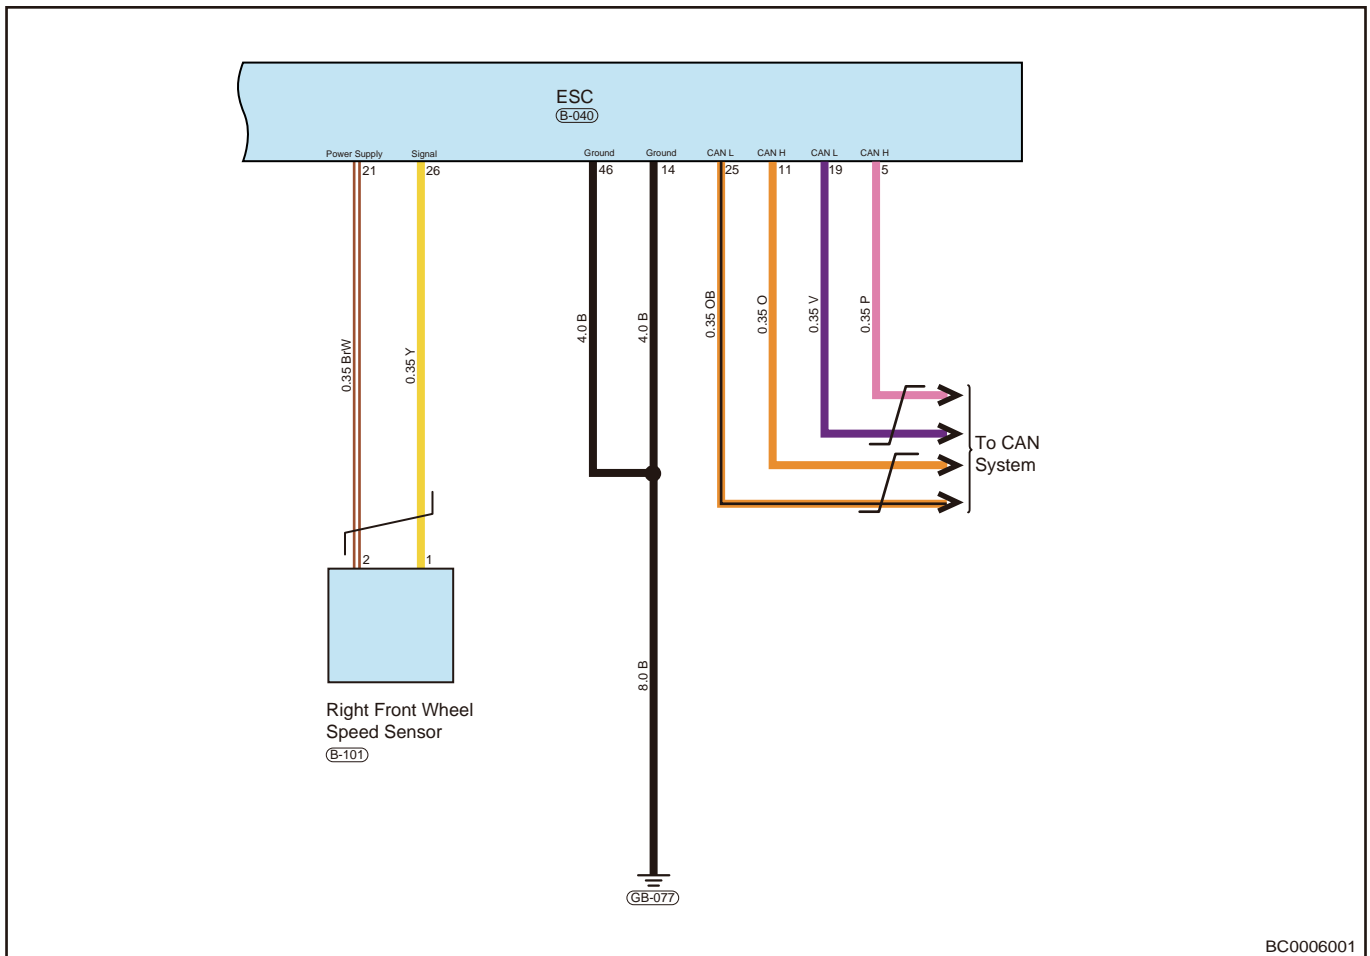 ESC
B-040
Power Supply
Signal
Ground
Ground
CAN L
CAN H
CAN L
CAN H
21
26
46
14
25
11
19
5
0.35 BrW
0.35 Y
4.0 B
4.0 B
0.35 OB
0.35 O
0.35 V
0.35 P
To CAN
System
2
1
8.0 B
Right Front Wheel
Speed Sensor
B-101
GB-077
BC0006001